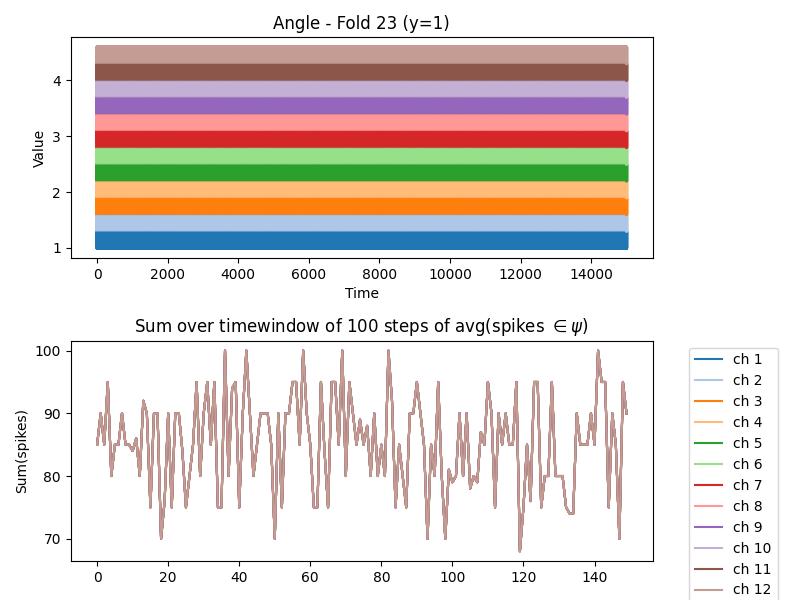 Angle - Fold 23 (y=1)
Value
4
3
2
1
0 2000 4000 6000 8000 10000 12000 14000
Time
Sum over timewindow of 100 steps of avg(spikes ∈ ψ)
Sum(spikes)
100
90
80
70
0 20 40 60 80 100 120 140
ch 1
ch 2
ch 3
ch 4
ch 5
ch 6
ch 7
ch 8
ch 9
ch 10
ch 11
ch 12